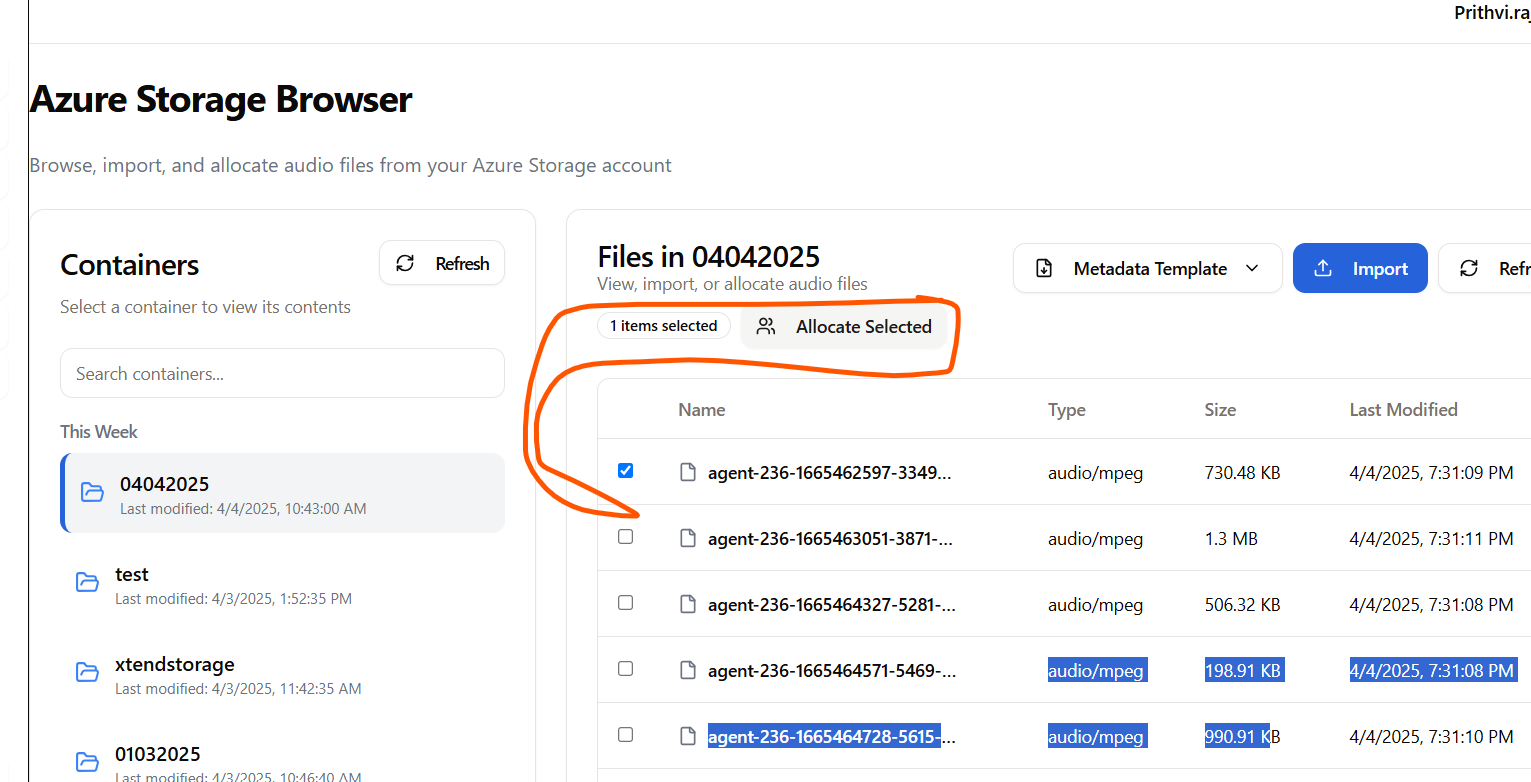 Prithvi.raj
Azure Storage Browser
Browse, import, and allocate audio files from your Azure Storage account
Containers
Refresh
Select a container to view its contents
Search containers...
This Week
04042025
Last modified: 4/4/2025, 10:43:00 AM
test
Last modified: 4/3/2025, 1:52:35 PM
xtendstorage
Last modified: 4/3/2025, 11:42:35 AM
01032025
Last modified: 4/3/2025, 10:46:40 AM
Files in 04042025
View, import, or allocate audio files
Metadata Template
Import
Refr
1 items selected
Allocate Selected
Name Type Size Last Modified
agent-236-1665462597-3349... audio/mpeg 730.48 KB 4/4/2025, 7:31:09 PM
agent-236-1665463051-3871-... audio/mpeg 1.3 MB 4/4/2025, 7:31:11 PM
agent-236-1665464327-5281-... audio/mpeg 506.32 KB 4/4/2025, 7:31:08 PM
agent-236-1665464571-5469-... audio/mpeg 198.91 KB 4/4/2025, 7:31:08 PM
agent-236-1665464728-5615-... audio/mpeg 990.91 KB 4/4/2025, 7:31:10 PM